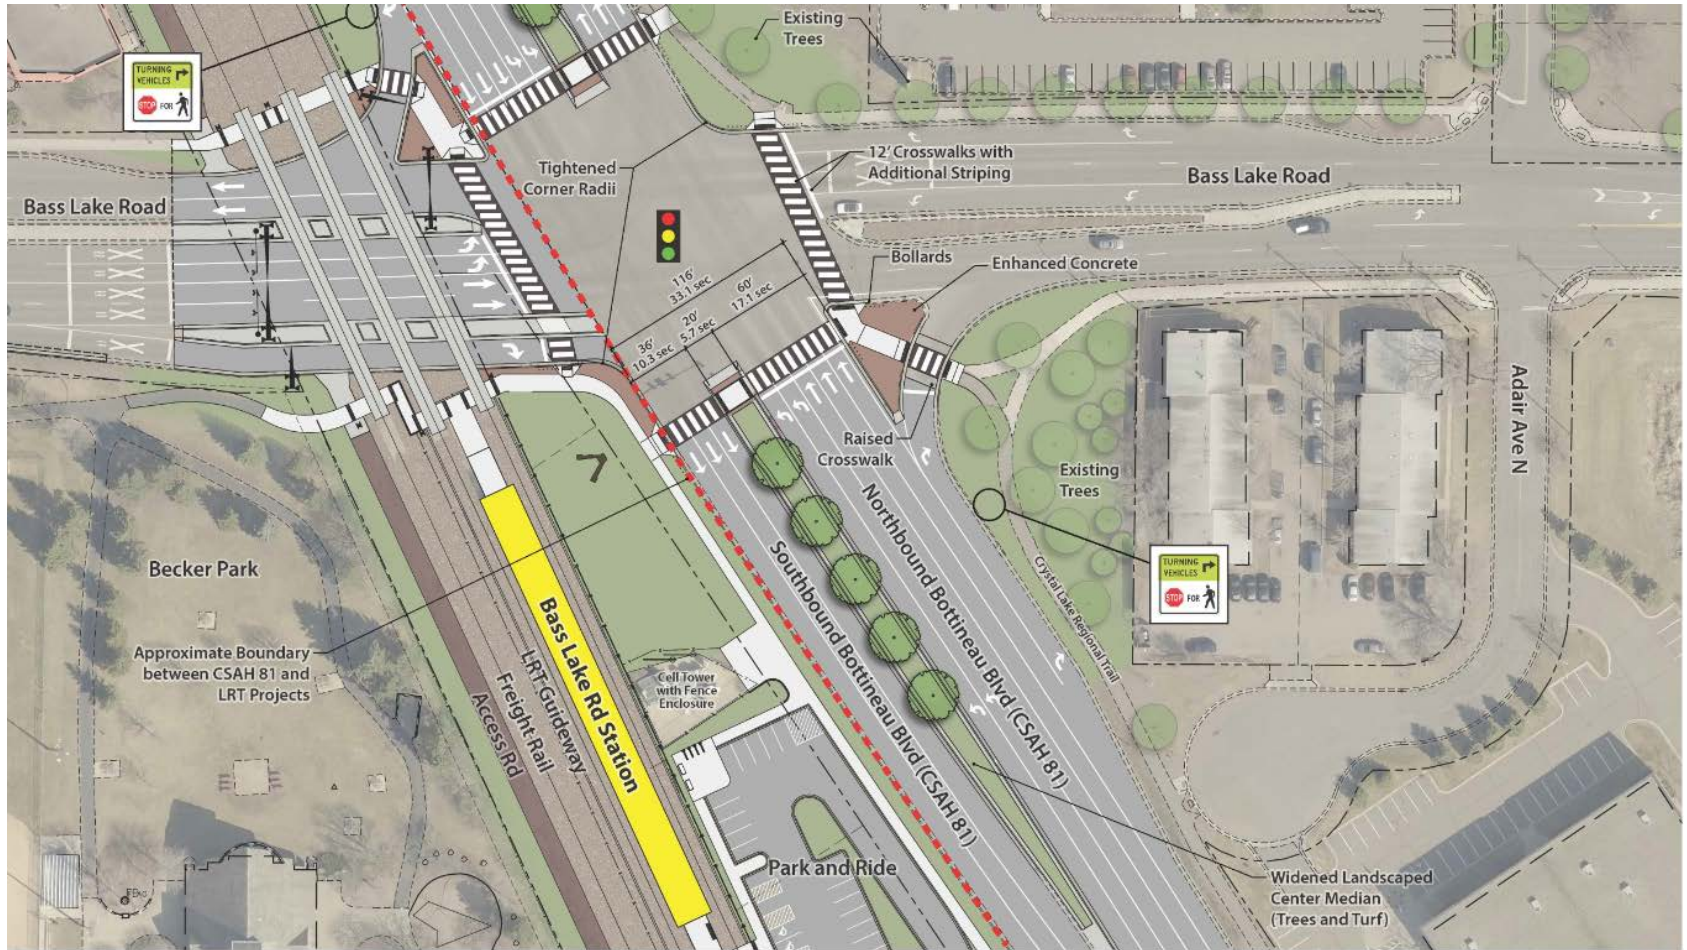 Existing
Trees
TURNING
VEHICLES
STOP FOR
Tightened
Corner Radii
12' Crosswalks with
Additional Striping
Bass Lake Road
Bass Lake Road
Bollards
Enhanced Concrete
116'
33.1 sec
60'
17.1 sec
20'
5.7 sec
36'
10.3 sec
Adair Ave N
Raised
Crosswalk
Existing
Trees
Becker Park
TURNING
VEHICLES
STOP FOR
Approximate Boundary
between CSAH 81 and
LRT Projects
Bass Lake Rd Station
LRT Guideway
Freight Rail
Access Rd
Cell Tower
with Fence
Enclosure
Southbound Bottineau Blvd (CSAH 81)
Northbound Bottineau Blvd (CSAH 81)
Crystal Lake Regional Trail
Park and Ride
Widened Landscaped
Center Median
(Trees and Turf)